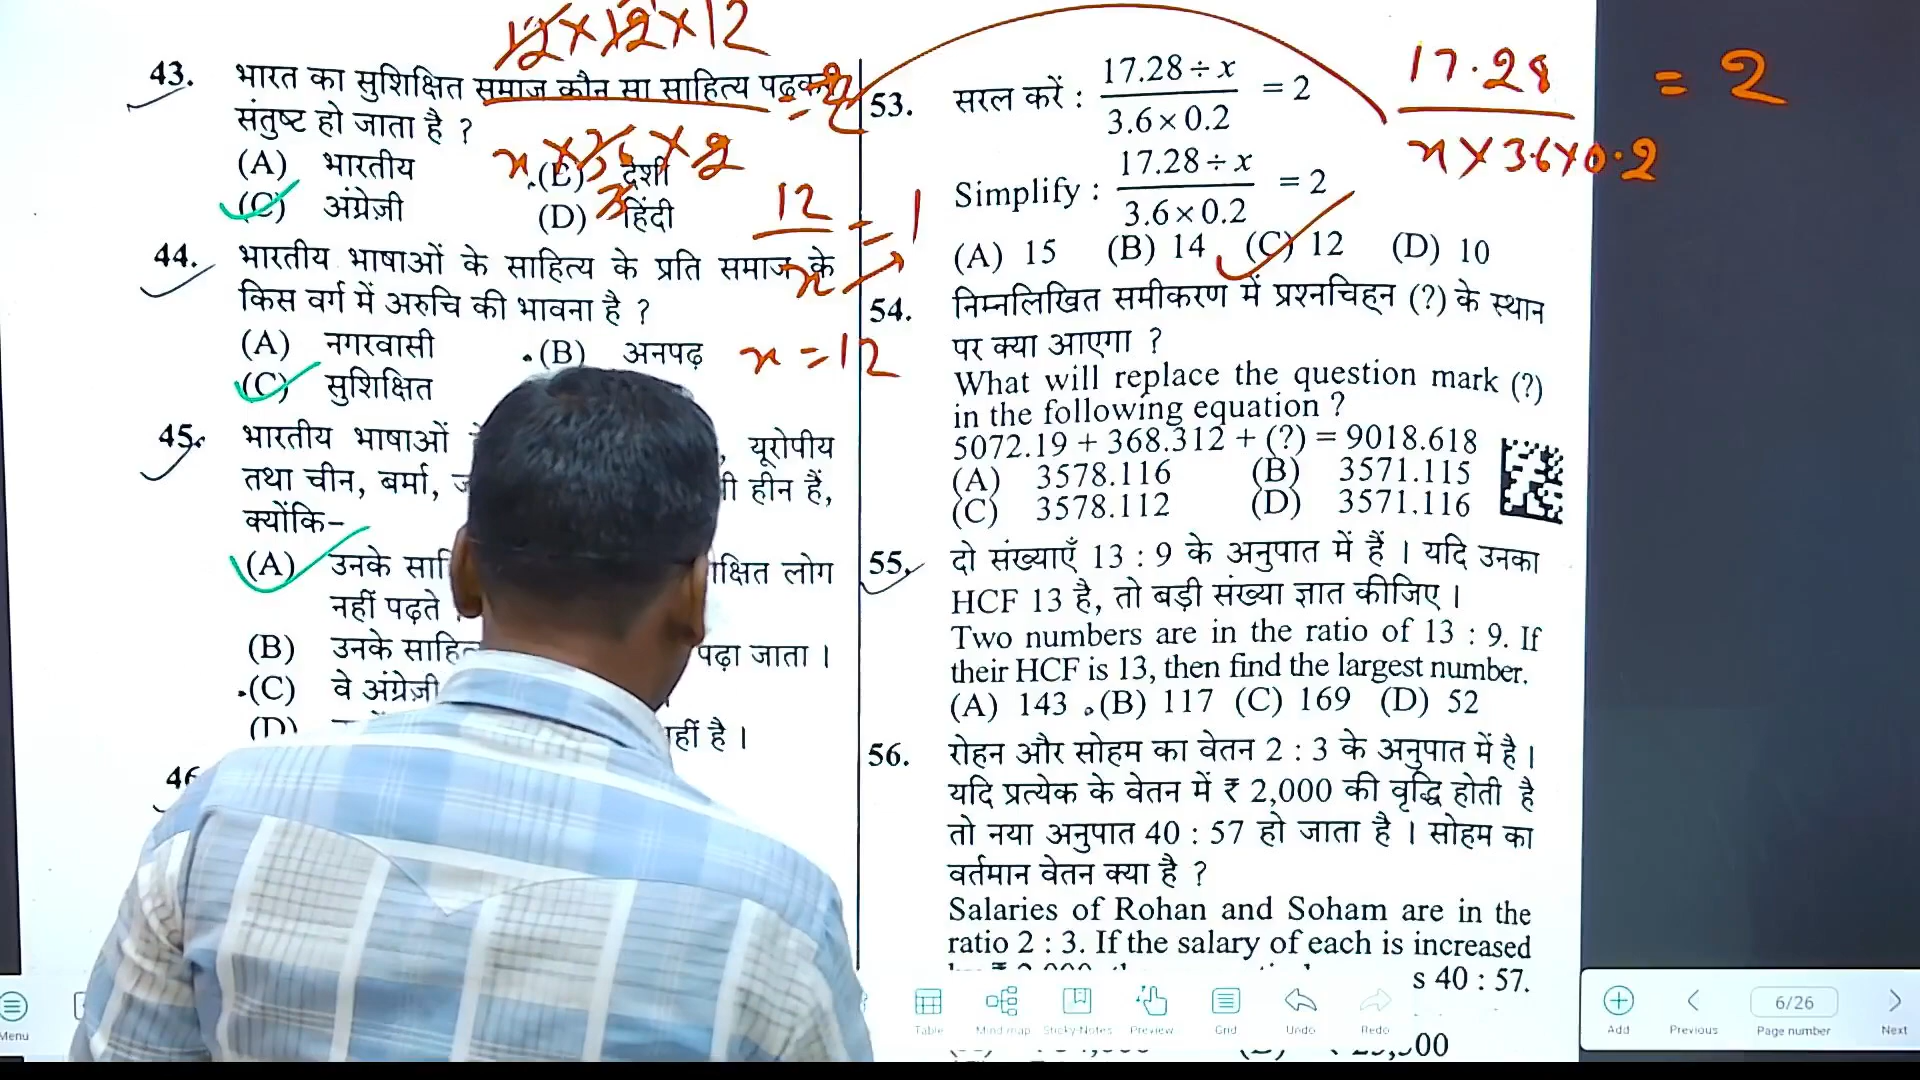 12 × 12 × 12
43. भारत का सुशिक्षित समाज कौन सा साहित्य पढ़कर
संतुष्ट हो जाता है ?
(A) भारतीय
देशी
(C) अंग्रेज़ी (D) हिंदी
12
= 1
x
44. भारतीय भाषाओं के साहित्य के प्रति समाज के
किस वर्ग में अरुचि की भावना है ?
(A) नगरवासी (B) अनपढ़
x = 12
(C) सुशिक्षित
45. भारतीय भाषाओं
, यूरोपीय
तथा चीन, बर्मा,
हीन हैं,
क्योंकि–
(A) उनके
लोग
नहीं पढ़ते
(B) उनके
पढ़ा जाता ।
(C) वे अंग्रेज़ी
(D)
है ।
46
53. सरल करें : 17.28 ÷ x
3.6 × 0.2
= 2
Simplify : 17.28 ÷ x
3.6 × 0.2
= 2
(A) 15 (B) 14 (C) 12 (D) 10
17.28
x × 3.6 × 0.2
= 2
54. निम्नलिखित समीकरण में प्रश्नचिह्न (?) के स्थान
पर क्या आएगा ?
What will replace the question mark (?)
in the following equation ?
5072.19 + 368.312 + (?) = 9018.618
(A) 3578.116 (B) 3571.115
(C) 3578.112 (D) 3571.116
55. दो संख्याएँ 13 : 9 के अनुपात में हैं । यदि उनका
HCF 13 है, तो बड़ी संख्या ज्ञात कीजिए ।
Two numbers are in the ratio of 13 : 9. If
their HCF is 13, then find the largest number.
(A) 143 (B) 117 (C) 169 (D) 52
56. रोहन और सोहम का वेतन 2 : 3 के अनुपात में है ।
यदि प्रत्येक के वेतन में ₹ 2,000 की वृद्धि होती है
तो नया अनुपात 40 : 57 हो जाता है । सोहम का
वर्तमान वेतन क्या है ?
Salaries of Rohan and Soham are in the
ratio 2 : 3. If the salary of each is increased
s 40 : 57.
Menu
Table Mind map Sticky Notes Preview Grid Undo Redo
Add Previous 6/26 Page number Next